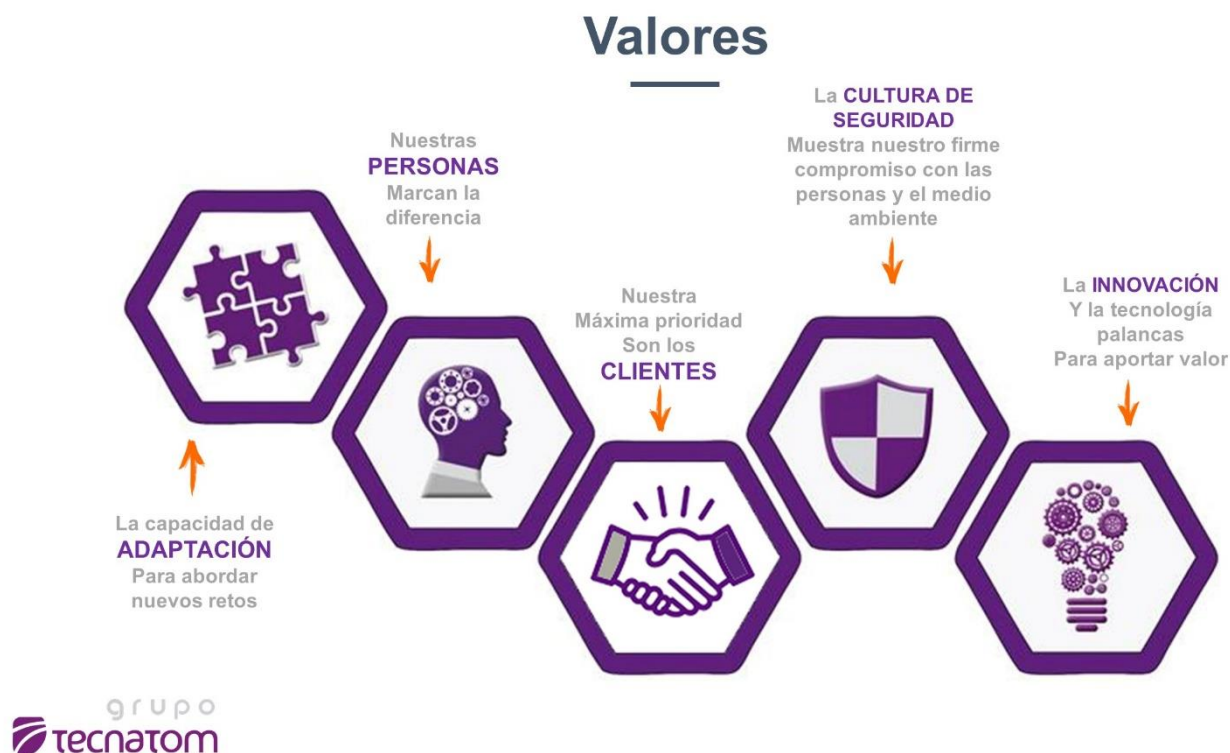 Valores
La capacidad de
ADAPTACIÓN
Para abordar
nuevos retos
Nuestras
PERSONAS
Marcan la
diferencia
Nuestra
Máxima prioridad
Son los
CLIENTES
La CULTURA DE
SEGURIDAD
Muestra nuestro firme
compromiso con las
personas y el medio
ambiente
La INNOVACIÓN
Y la tecnología
palancas
Para aportar valor
grupo
tecnatom